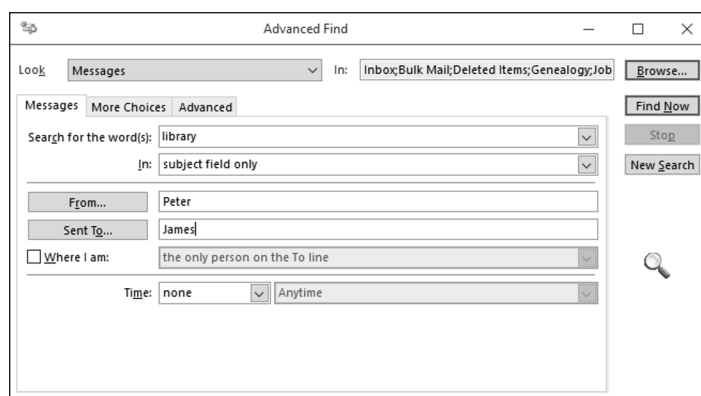 Advanced Find
Look Messages In: Inbox;Bulk Mail;Deleted Items;Genealogy;Job Browse...
Messages More Choices Advanced Find Now
Search for the word(s): library Stop
In: subject field only New Search
From... Peter
Sent To... James
Where I am: the only person on the To line
Time: none Anytime